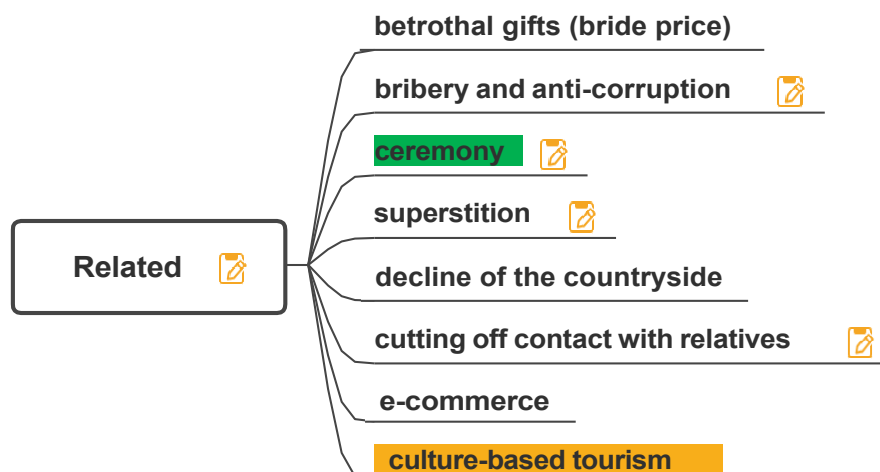 betrothal gifts (bride price)
bribery and anti-corruption
ceremony
superstition
Related
decline of the countryside
cutting off contact with relatives
e-commerce
culture-based tourism